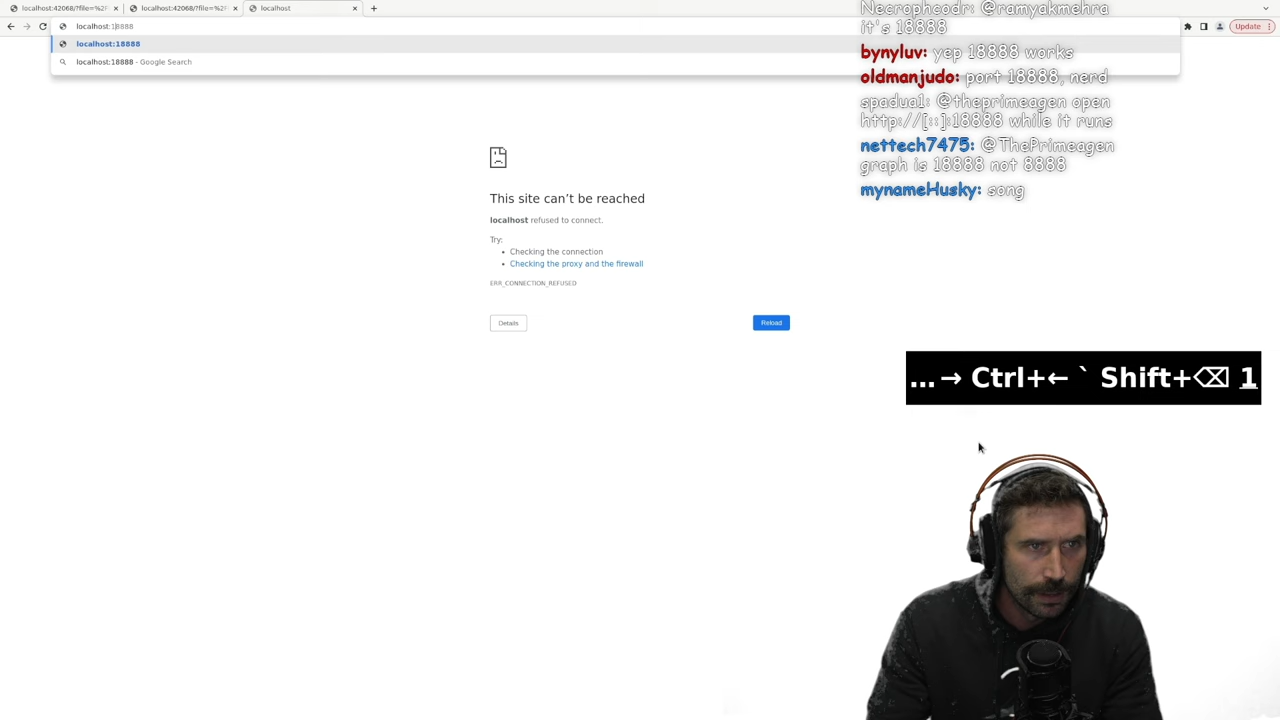 localhost:42068/?file=%2F
localhost:42068/?file=%2F
localhost
localhost:18888
Update
localhost:18888
localhost:18888 - Google Search
Necrophcodr: @ramyakmehra
it's 18888
bynyluv: yep 18888 works
oldmanjudo: port 18888, nerd
spadua1: @theprimeagen open
http://[::]:18888 while it runs
nettech7475: @ThePrimeagen
graph is 18888 not 8888
mynameHusky: song
This site can't be reached
localhost refused to connect.
Try:
• Checking the connection
• Checking the proxy and the firewall
ERR_CONNECTION_REFUSED
Details
Reload
...→ Ctrl+← ` Shift+⌫ 1